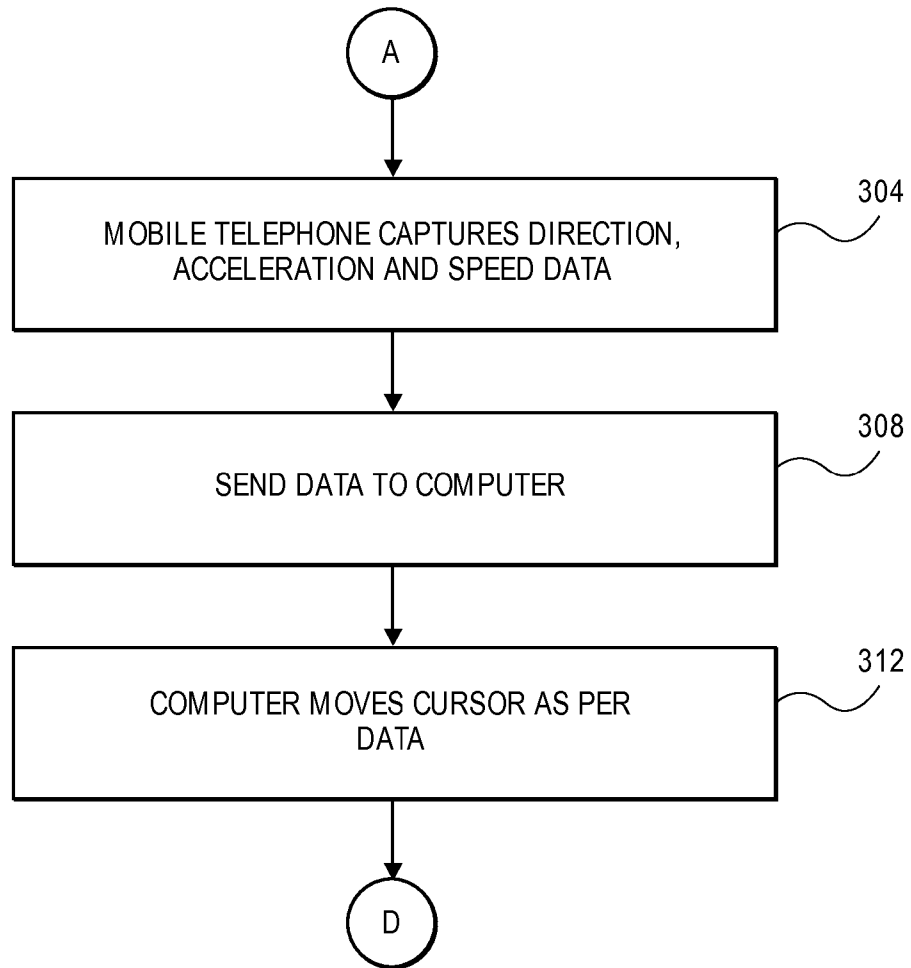 A
304
MOBILE TELEPHONE CAPTURES DIRECTION,
ACCELERATION AND SPEED DATA
308
SEND DATA TO COMPUTER
312
COMPUTER MOVES CURSOR AS PER
DATA
D